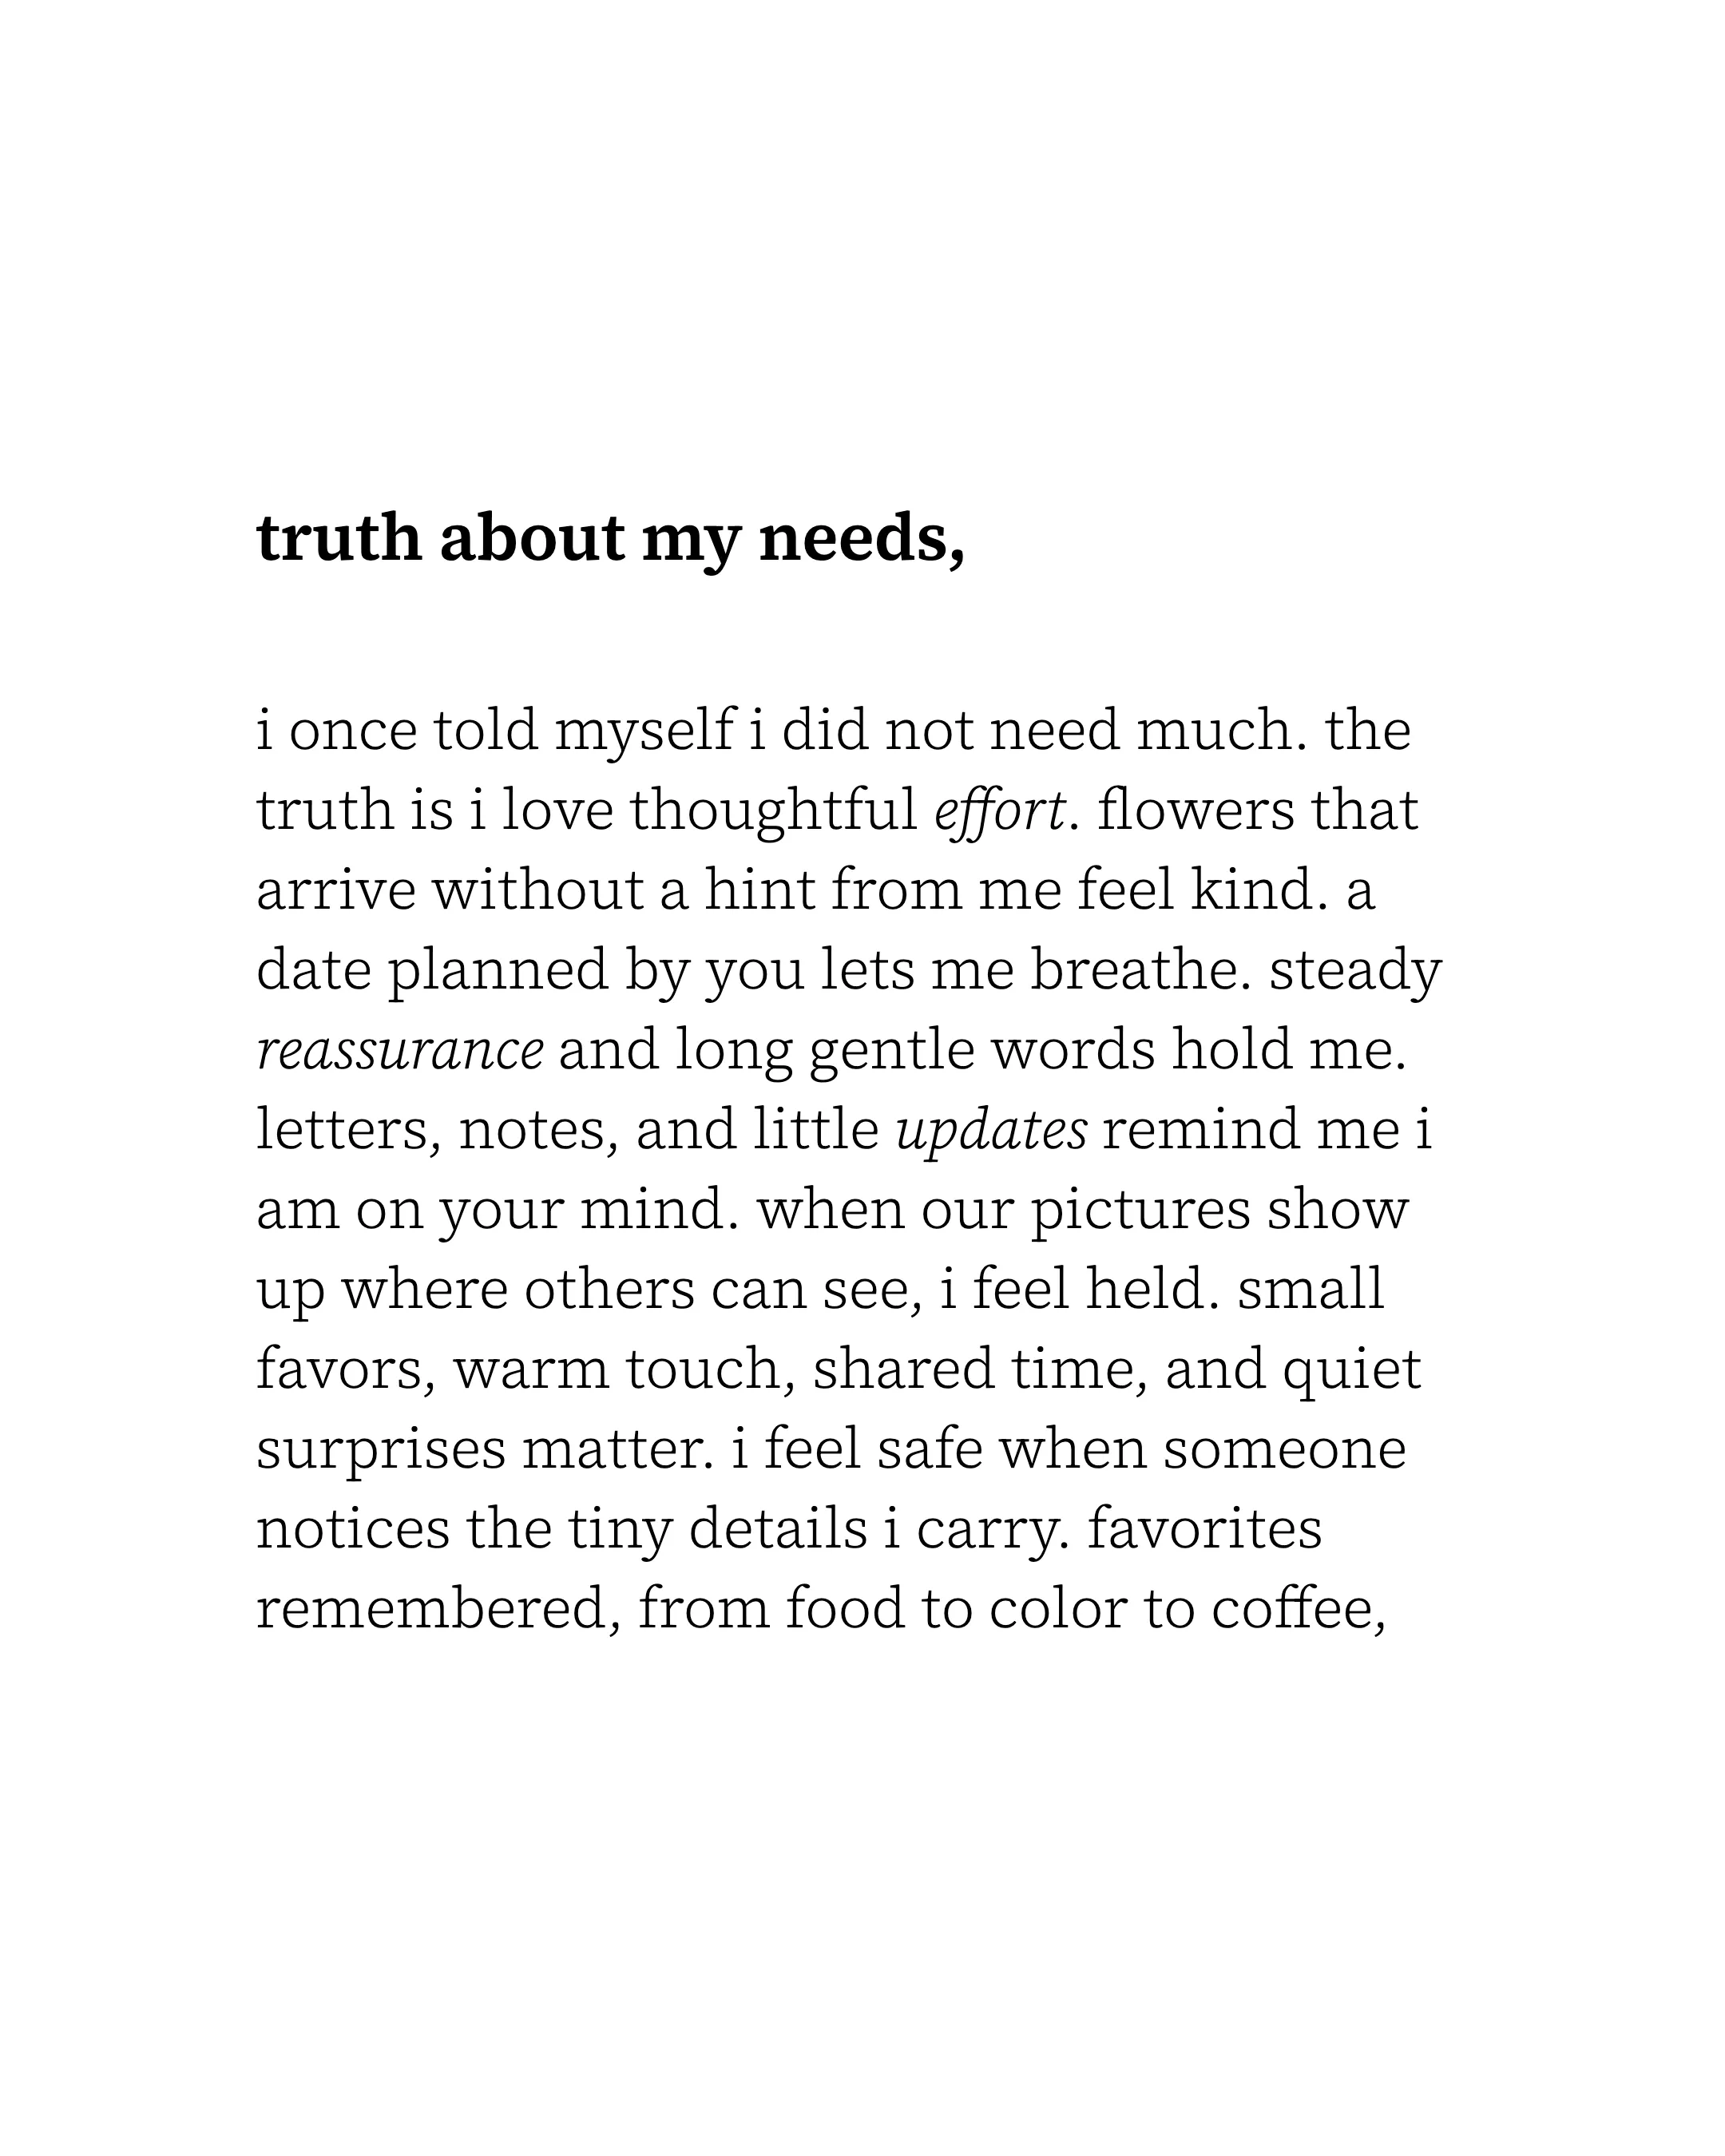 truth about my needs,
i once told myself i did not need much. the
truth is i love thoughtful effort. flowers that
arrive without a hint from me feel kind. a
date planned by you lets me breathe. steady
reassurance and long gentle words hold me.
letters, notes, and little updates remind me i
am on your mind. when our pictures show
up where others can see, i feel held. small
favors, warm touch, shared time, and quiet
surprises matter. i feel safe when someone
notices the tiny details i carry. favorites
remembered, from food to color to coffee,